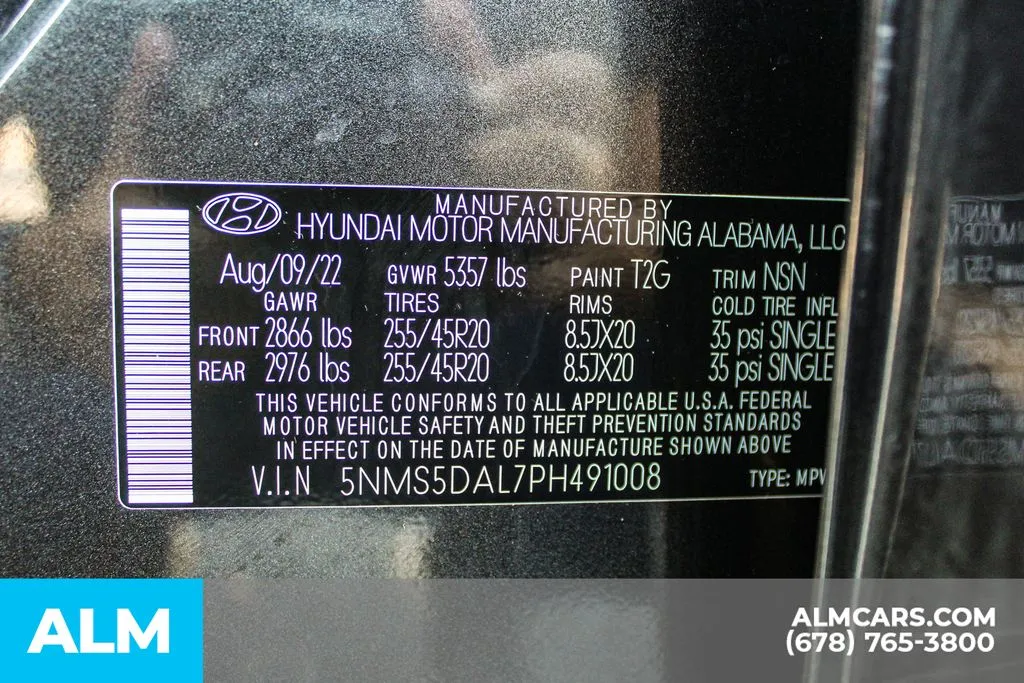 MANUFACTURED BY
HYUNDAI MOTOR MANUFACTURING ALABAMA, LLC
Aug/09/22 GVWR 5357 lbs PAINT T2G TRIM NSN
GAWR TIRES RIMS COLD TIRE INFL
FRONT 2866 lbs 255/45R20 8.5JX20 35 psi SINGLE
REAR 2976 lbs 255/45R20 8.5JX20 35 psi SINGLE
THIS VEHICLE CONFORMS TO ALL APPLICABLE U.S.A. FEDERAL
MOTOR VEHICLE SAFETY AND THEFT PREVENTION STANDARDS
IN EFFECT ON THE DATE OF MANUFACTURE SHOWN ABOVE
V.I.N 5NMS5DAL7PH491008 TYPE: MPV
ALM
ALMCARS.COM
(678) 765-3800